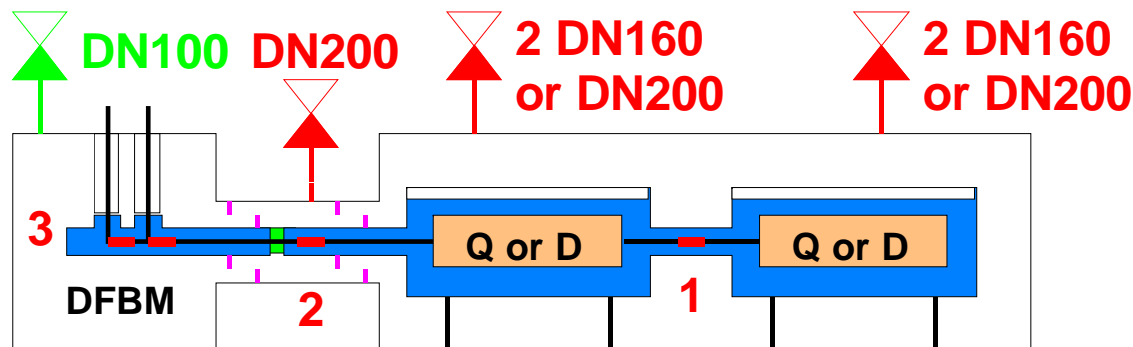 DN100
DN200
2 DN160
or DN200
2 DN160
or DN200
3
Q or D
Q or D
DFBM
2
1